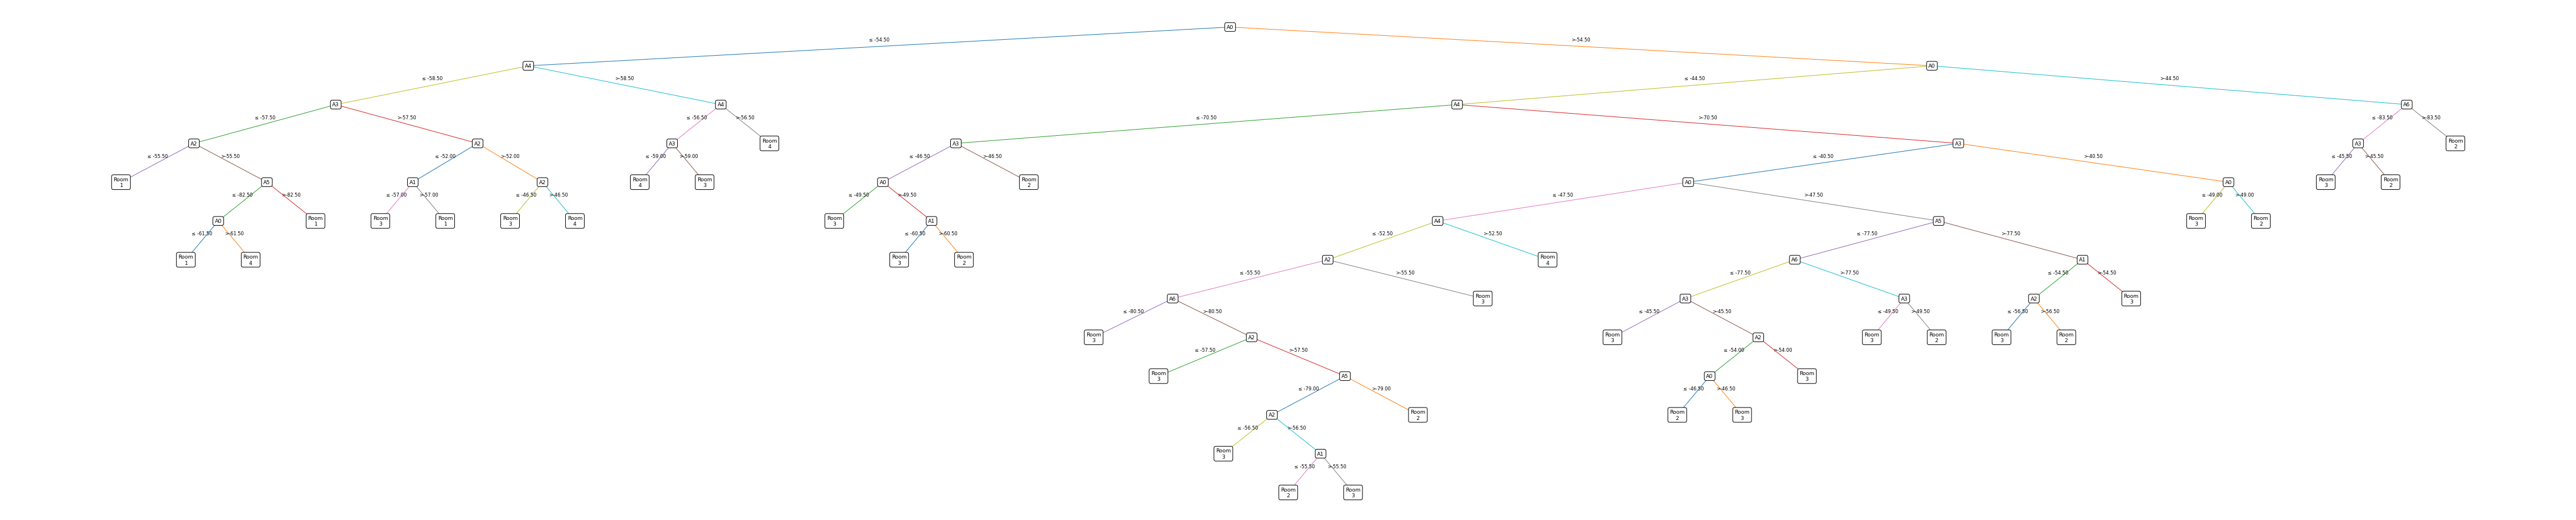 A0
≤ -54.50
>-54.50
A4
A0
≤ -58.50
>-58.50
≤ -44.50
>-44.50
A3
A4
A4
A6
≤ -57.50
>-57.50
≤ -56.50
>-56.50
≤ -70.50
>-70.50
≤ -83.50
>-83.50
A2
A2
A3
Room
4
A3
A3
A3
Room
2
≤ -55.50
>-55.50
≤ -52.00
>-52.00
≤ -59.00
>-59.00
≤ -46.50
>-46.50
≤ -40.50
>-40.50
≤ -45.50
>-45.50
Room
1
A5
A1
A2
Room
4
Room
3
A0
Room
2
A0
A0
Room
3
Room
2
≤ -82.50
>-82.50
≤ -57.00
>-57.00
≤ -46.50
>-46.50
≤ -49.50
>-49.50
≤ -47.50
>-47.50
≤ -49.00
>-49.00
A0
Room
1
Room
3
Room
1
Room
3
Room
4
Room
3
A1
A4
A5
Room
3
Room
2
≤ -61.50
>-61.50
≤ -60.50
>-60.50
≤ -52.50
>-52.50
≤ -77.50
>-77.50
Room
1
Room
4
Room
3
Room
2
A2
Room
4
A6
A1
≤ -55.50
>-55.50
≤ -77.50
>-77.50
≤ -54.50
>-54.50
A6
Room
3
A3
A3
A2
Room
3
≤ -80.50
>-80.50
≤ -45.50
>-45.50
≤ -49.50
>-49.50
≤ -56.50
>-56.50
Room
3
A2
Room
3
A2
Room
3
Room
2
Room
3
Room
2
≤ -57.50
>-57.50
≤ -54.00
>-54.00
Room
3
A5
A0
Room
3
≤ -79.00
>-79.00
≤ -46.50
>-46.50
A2
Room
2
Room
2
Room
3
≤ -56.50
>-56.50
Room
3
A1
≤ -55.50
>-55.50
Room
2
Room
3